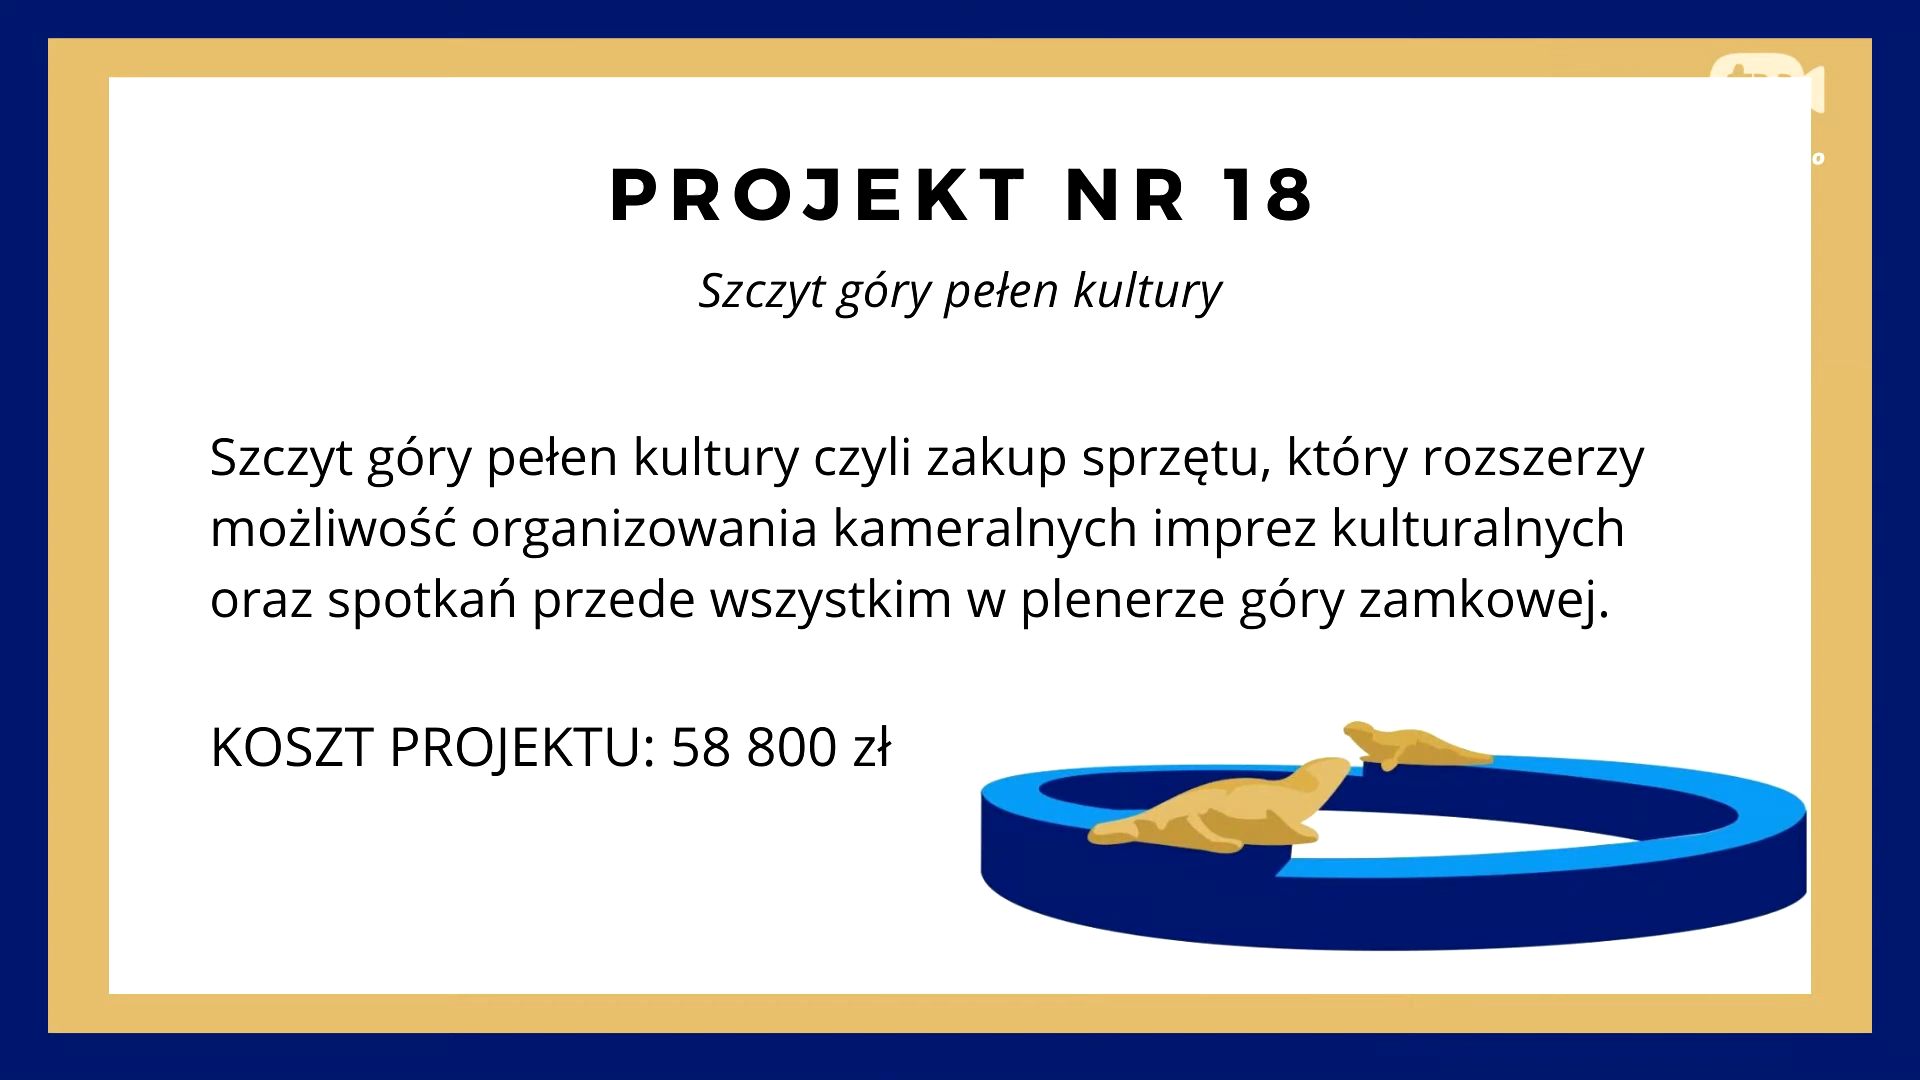 PROJEKT NR 18
Szczyt góry pełen kultury
Szczyt góry pełen kultury czyli zakup sprzętu, który rozszerzy
możliwość organizowania kameralnych imprez kulturalnych
oraz spotkań przede wszystkim w plenerze góry zamkowej.
KOSZT PROJEKTU: 58 800 zł